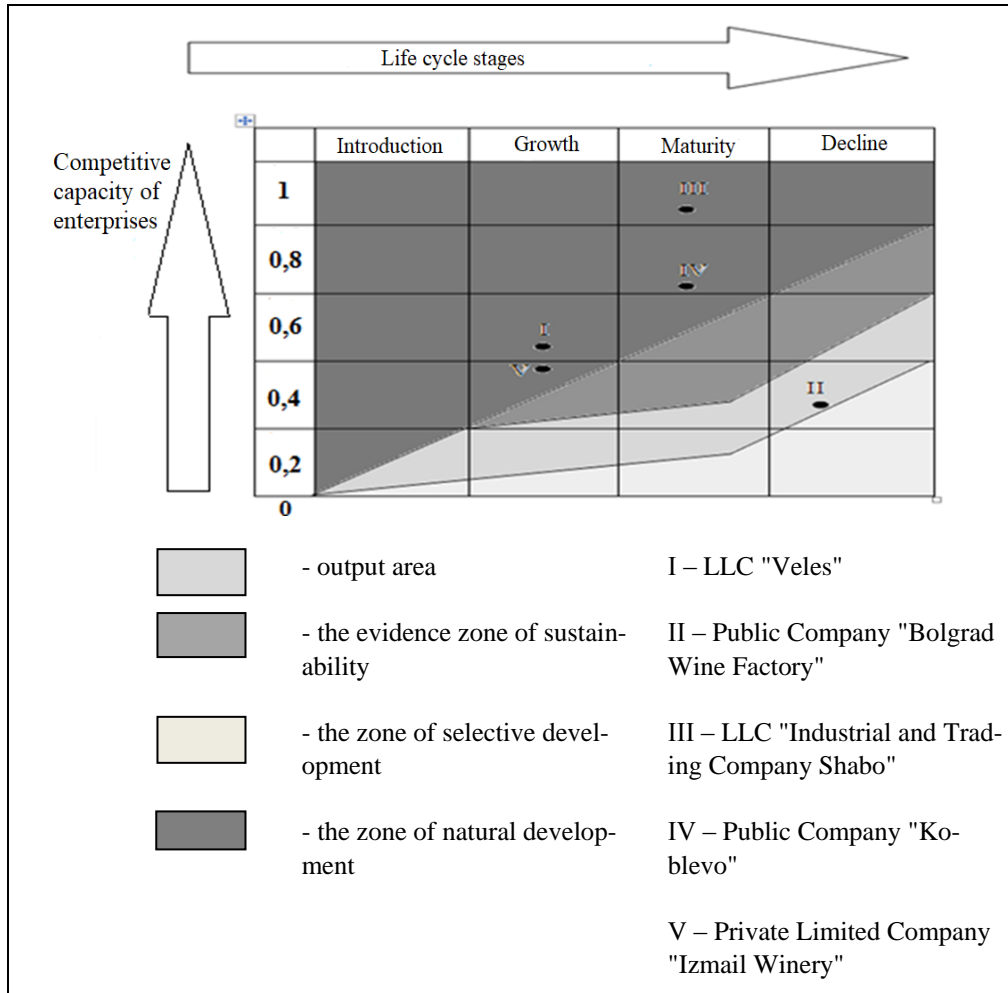 Life cycle stages
Competitive
capacity of
enterprises
Introduction Growth Maturity Decline
1 III
0,8 IV
0,6 I
V
0,4 II
0,2
0
- output area
- the evidence zone of sustain-
ability
- the zone of selective devel-
opment
- the zone of natural develop-
ment
I – LLC "Veles"
II – Public Company "Bolgrad
Wine Factory"
III – LLC "Industrial and Trad-
ing Company Shabo"
IV – Public Company "Ko-
blevo"
V – Private Limited Company
"Izmail Winery"